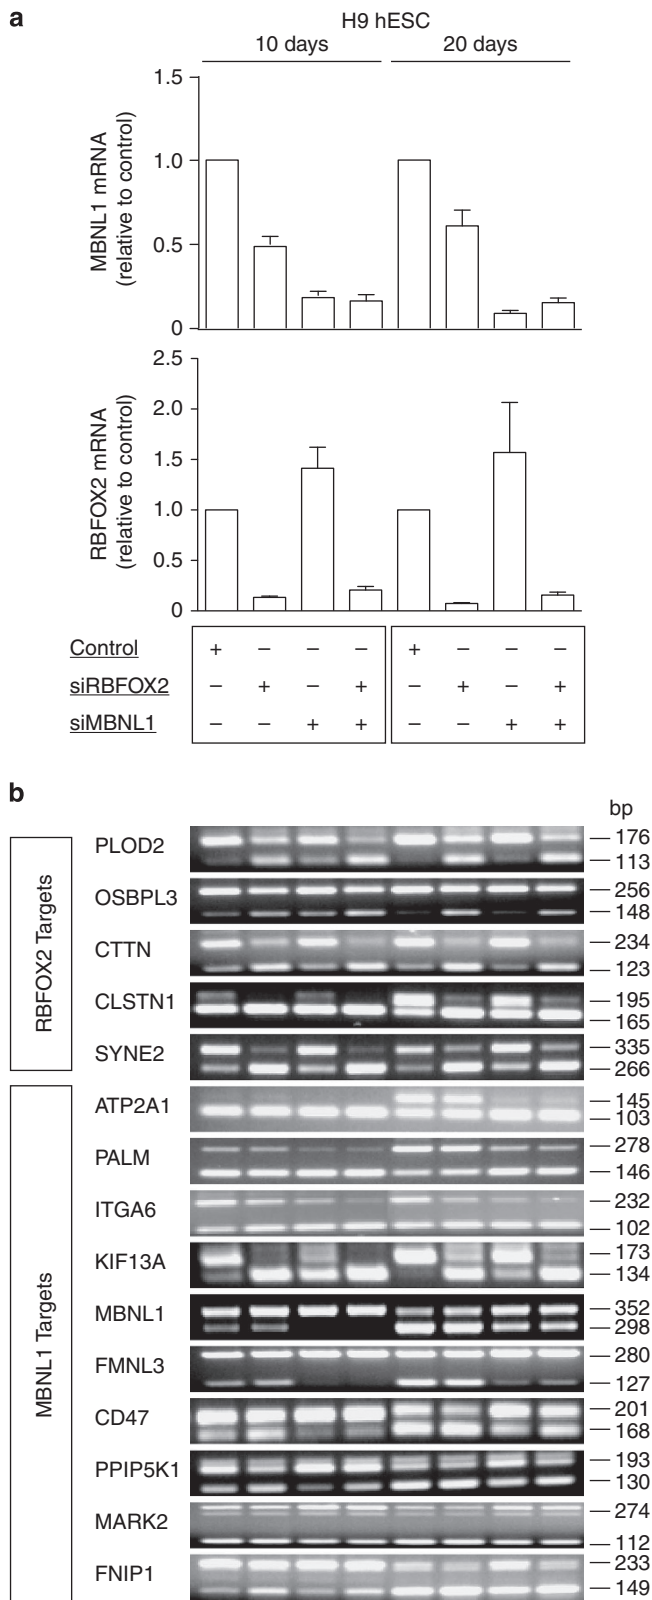 a
H9 hESC
10 days
20 days
MBNL1 mRNA
(relative to control)
1.5
1.0
0.5
0
RBFOX2 mRNA
(relative to control)
2.5
2.0
1.5
1.0
0.5
0
Control + − − − + − − −
siRBFOX2 − + − + − + − +
siMBNL1 − − + + − − + +
b
bp
RBFOX2 Targets
PLOD2 176
113
OSBPL3 256
148
CTTN 234
123
CLSTN1 195
165
SYNE2 335
266
MBNL1 Targets
ATP2A1 145
103
PALM 278
146
ITGA6 232
102
KIF13A 173
134
MBNL1 352
298
FMNL3 280
127
CD47 201
168
PPIP5K1 193
130
MARK2 274
112
FNIP1 233
149